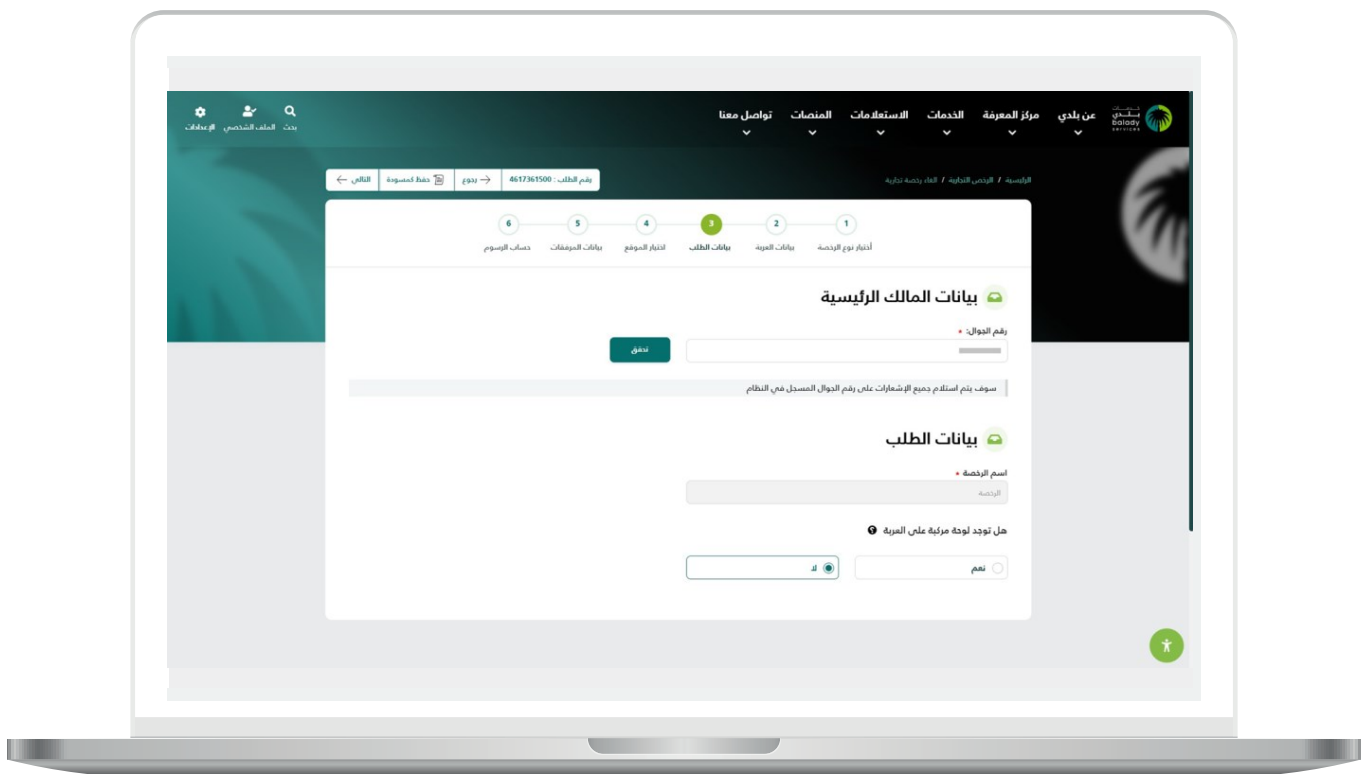 بلدي
balady
services
عن بلدي
مركز المعرفة
الخدمات
الاستعلامات
المنصات
تواصل معنا
بحث
الملف الشخصي
الإعدادات
الرئيسية / الرخص التجارية / الغاء رخصة تجارية
رقم الطلب : 4617361500
رجوع
حفظ كمسودة
التالي
1
2
3
4
5
6
أختيار نوع الرخصة
بيانات العربة
بيانات الطلب
اختيار الموقع
بيانات المرفقات
حساب الرسوم
بيانات المالك الرئيسية
رقم الجوال: *
تحقق
سوف يتم استلام جميع الإشعارات على رقم الجوال المسجل في النظام
بيانات الطلب
اسم الرخصة *
الرخصة
هل توجد لوحة مركبة على العربة
نعم
لا